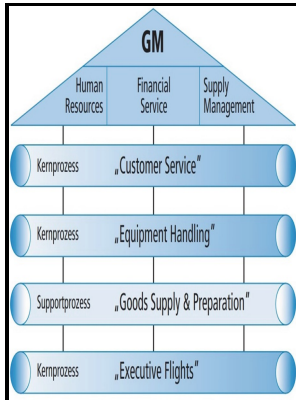 GM
Human Resources
Financial Service
Supply Management
Kernprozess „Customer Service"
Kernprozess „Equipment Handling"
Supportprozess „Goods Supply & Preparation"
Kernprozess „Executive Flights"